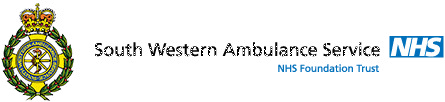 South Western Ambulance Service NHS
NHS Foundation Trust